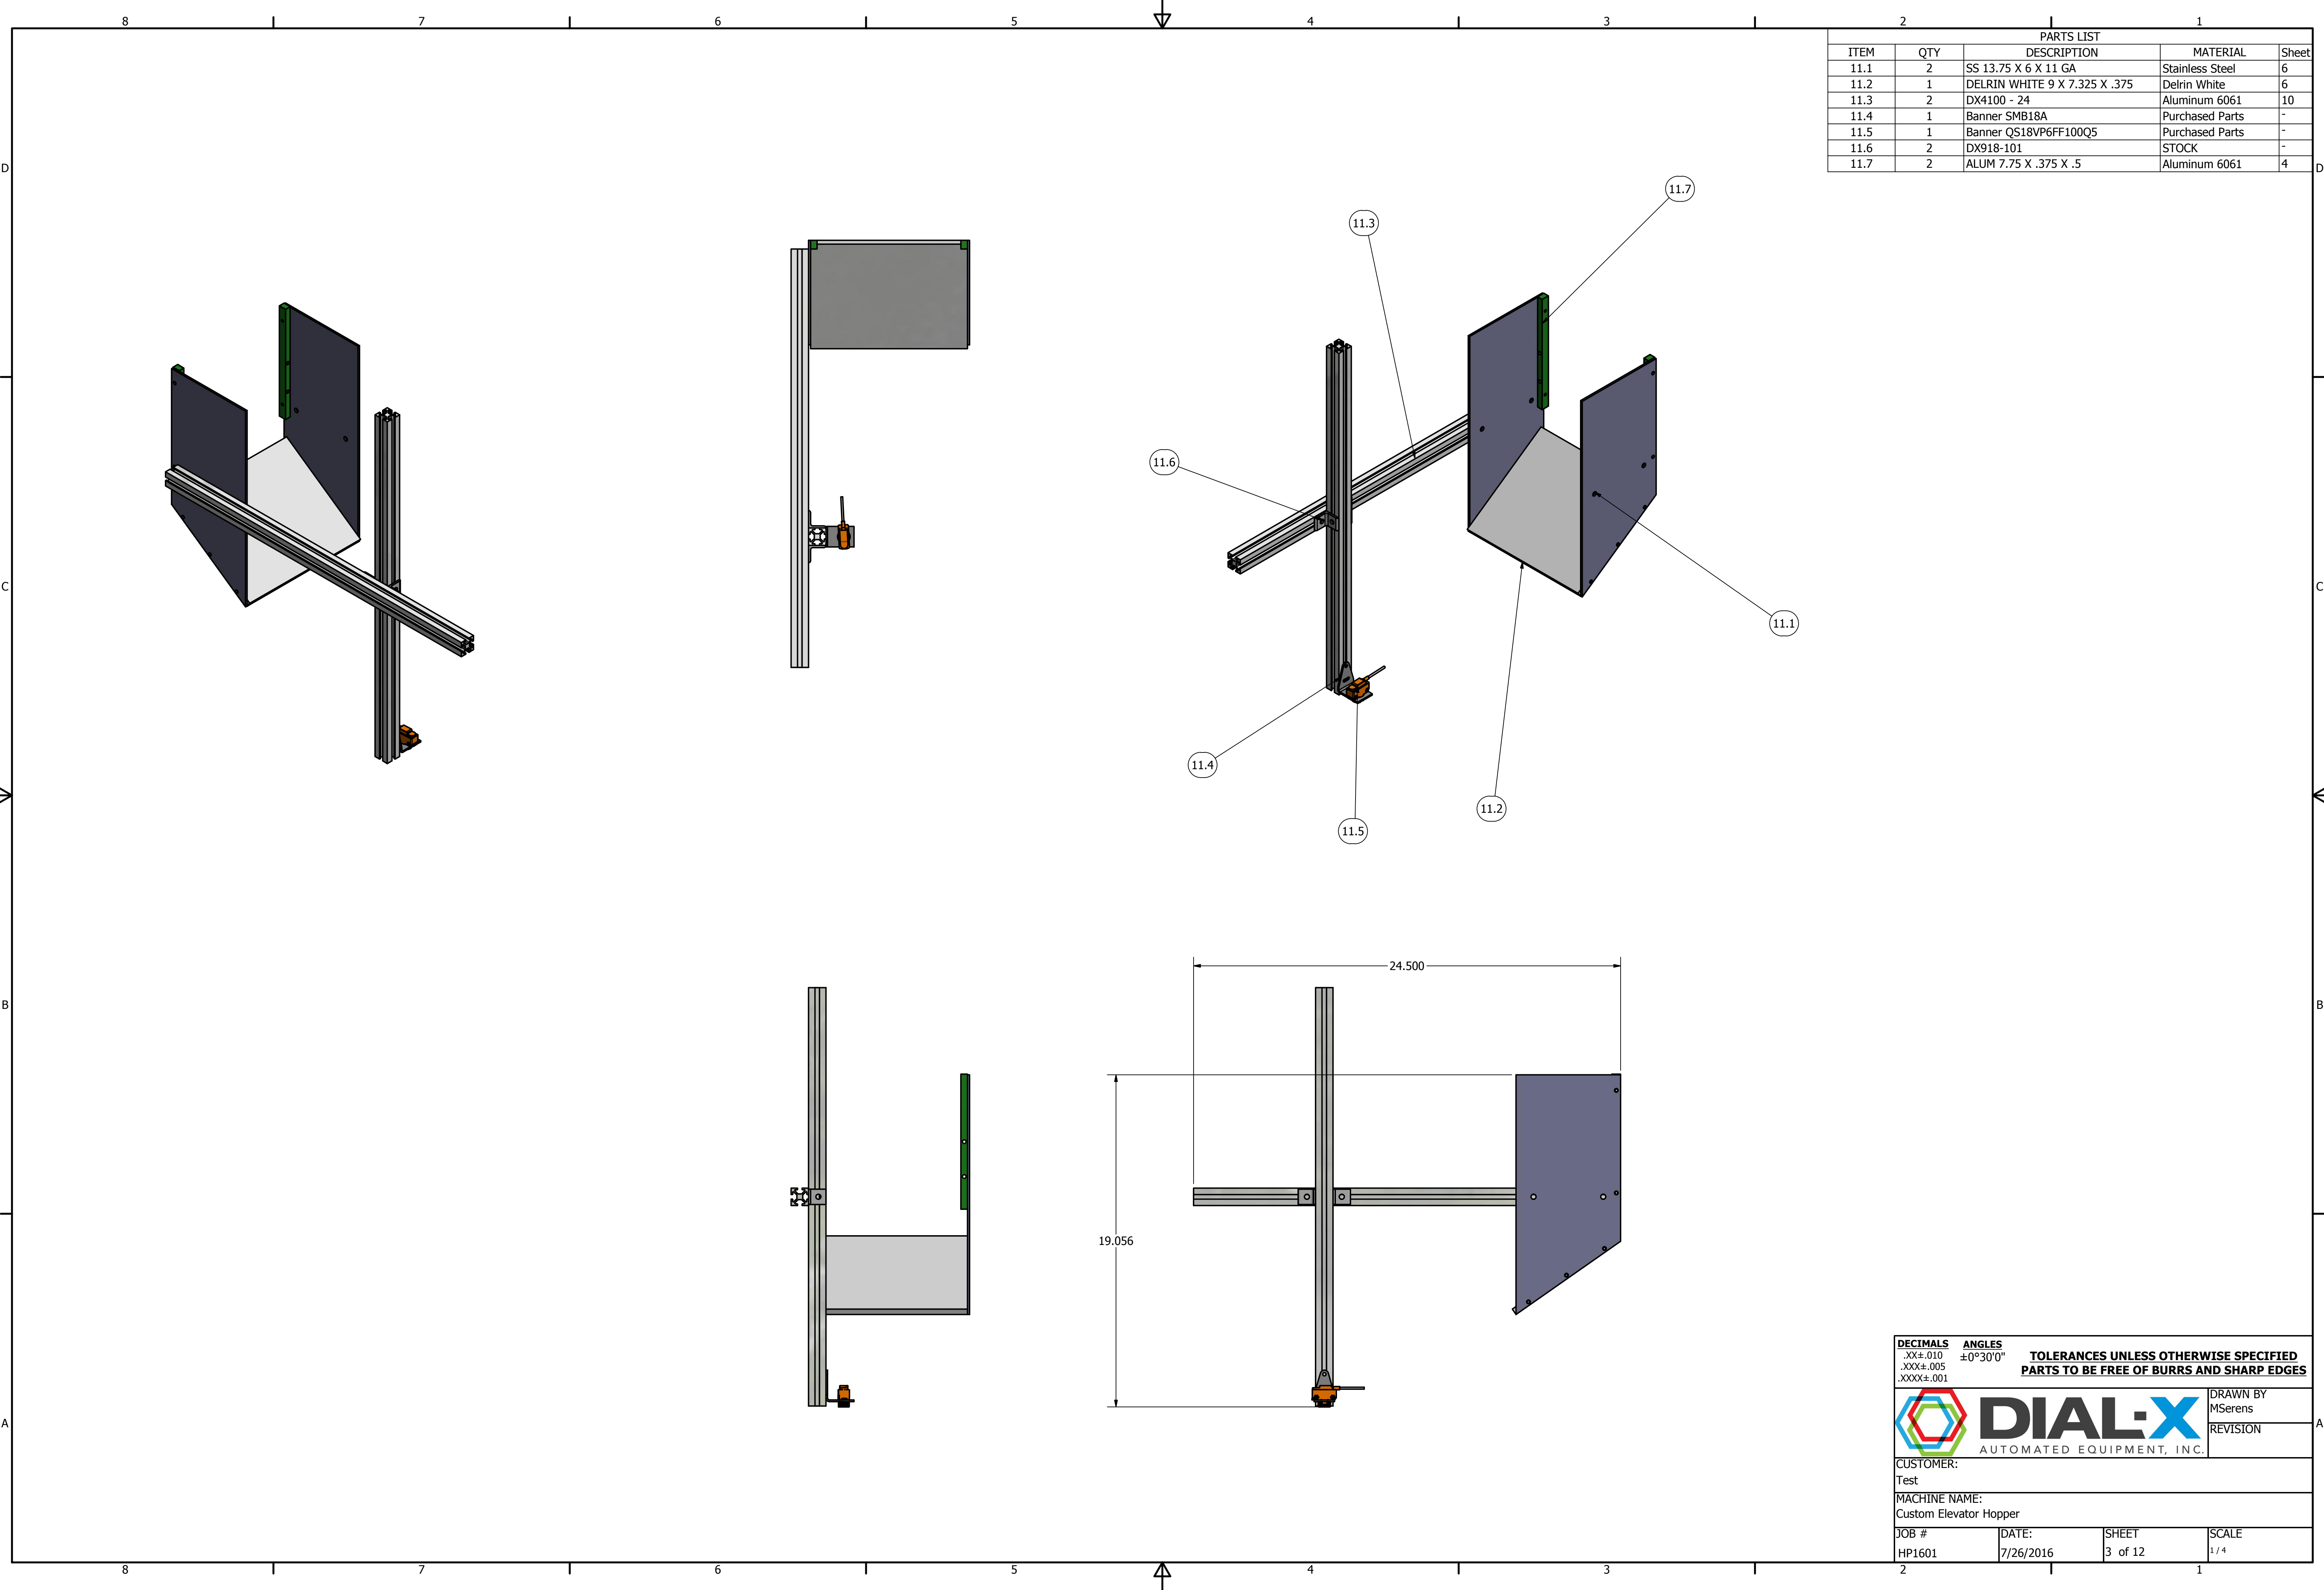 8 7 6 5 4 3 2 1
PARTS LIST
ITEM QTY DESCRIPTION MATERIAL Sheet
11.1 2 SS 13.75 X 6 X 11 GA Stainless Steel 6
11.2 1 DELRIN WHITE 9 X 7.325 X .375 Delrin White 6
11.3 2 DX4100 - 24 Aluminum 6061 10
11.4 1 Banner SMB18A Purchased Parts -
11.5 1 Banner QS18VP6FF100Q5 Purchased Parts -
11.6 2 DX918-101 STOCK -
11.7 2 ALUM 7.75 X .375 X .5 Aluminum 6061 4
D D
11.7
11.3
11.6
C C
11.1
11.4
11.2
11.5
24.500
B B
19.056
DECIMALS ANGLES
.XX±.010 ±0°30'0"
.XXX±.005
.XXXX±.001
TOLERANCES UNLESS OTHERWISE SPECIFIED
PARTS TO BE FREE OF BURRS AND SHARP EDGES
DIAL-X
AUTOMATED EQUIPMENT, INC.
DRAWN BY
MSerens
REVISION
A A
CUSTOMER:
Test
MACHINE NAME:
Custom Elevator Hopper
JOB # DATE: SHEET SCALE
HP1601 7/26/2016 3 of 12 1 / 4
8 7 6 5 4 3 2 1